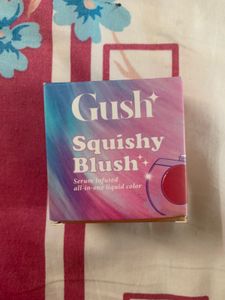 Gush
Squishy
Blush
Serum infused
all-in-one liquid color